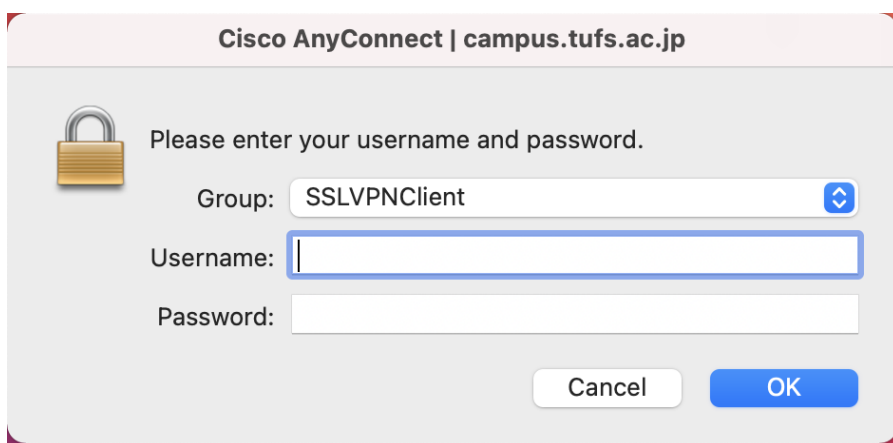 Cisco AnyConnect | campus.tufs.ac.jp
Please enter your username and password.
Group: SSLVPNClient
Username:
Password:
Cancel OK